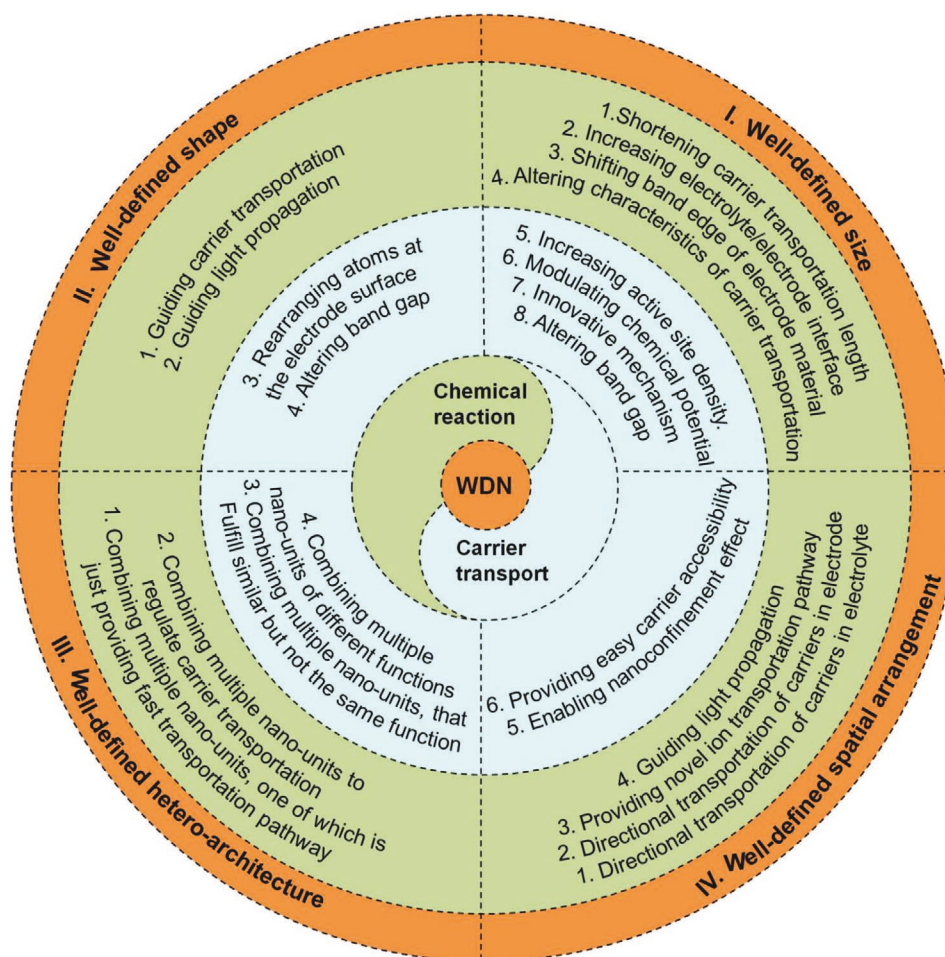 I. Well-defined size
1.Shortening carrier transportation length
2. Increasing electrolyte/electrode interface
3. Shifting band edge of electrode material
4. Altering characteristics of carrier transportation
5. Increasing active site density.
6. Modulating chemical potential
7. Innovative mechanism
8. Altering band gap
II. Well-defined shape
1. Guiding carrier transportation
2. Guiding light propagation
3. Rearranging atoms at
the electrode surface
4. Altering band gap
Chemical
reaction
WDN
Carrier
transport
III. Well-defined hetero-architecture
1. Combining multiple nano-units, one of which is
just providing fast transportation pathway
2. Combining multiple nano-units to
regulate carrier transportation
3. Combining multiple nano-units, that
Fulfill similar but not the same function
4. Combining multiple
nano-units of different functions
IV. Well-defined spatial arrangement
1. Directional transportation of carriers in electrolyte
2. Directional transportation of carriers in electrode
3. Providing novel ion transportation pathway
4. Guiding light propagation
5. Enabling nanoconfinement effect
6. Providing easy carrier accessibility